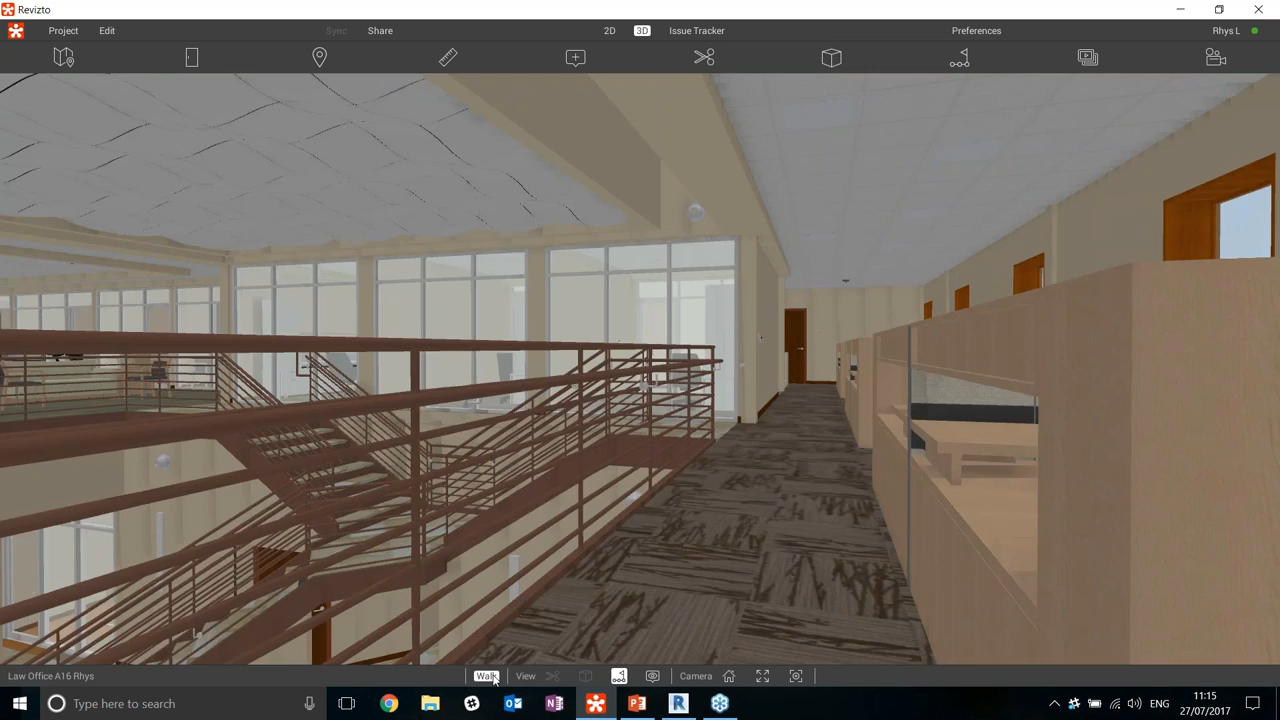 Revizto
Project Edit Sync Share 2D 3D Issue Tracker Preferences Rhys L
Law Office A16 Rhys Walk View Camera
Type here to search ENG 11:15
27/07/2017